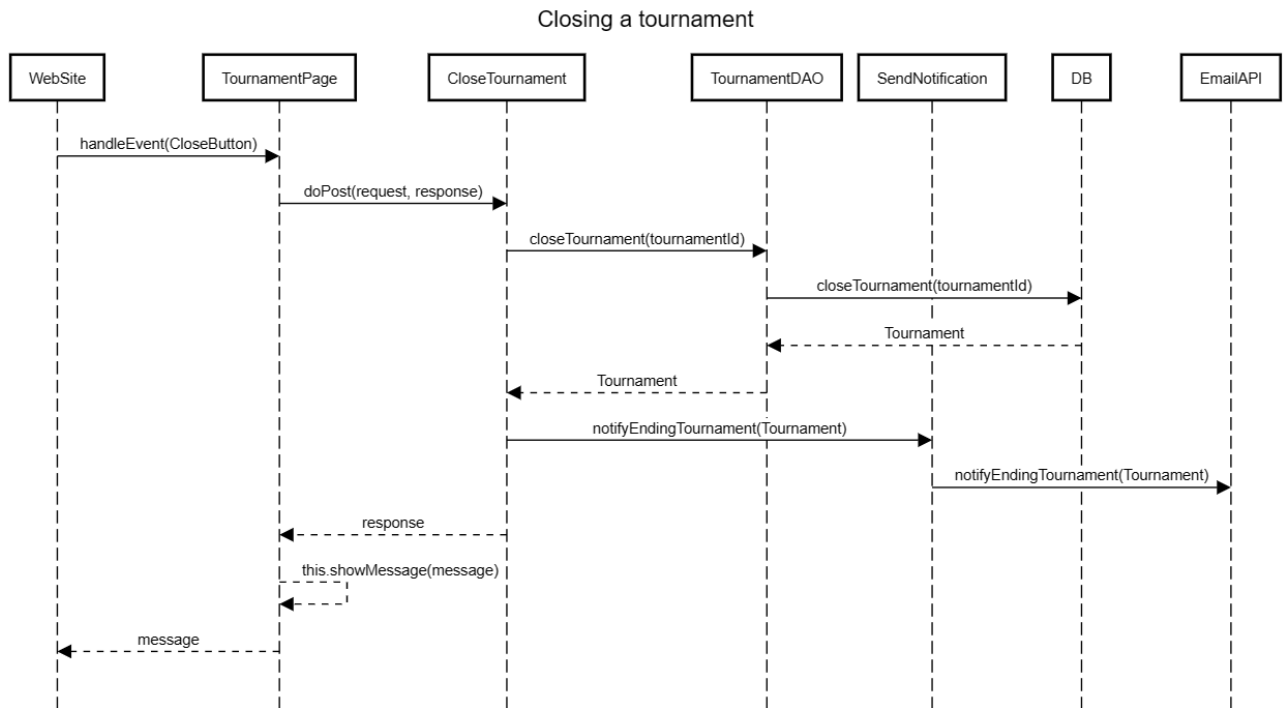 Closing a tournament
WebSite
TournamentPage
CloseTournament
TournamentDAO
SendNotification
DB
EmailAPI
handleEvent(CloseButton)
doPost(request, response)
closeTournament(tournamentId)
closeTournament(tournamentId)
Tournament
Tournament
notifyEndingTournament(Tournament)
notifyEndingTournament(Tournament)
response
this.showMessage(message)
message